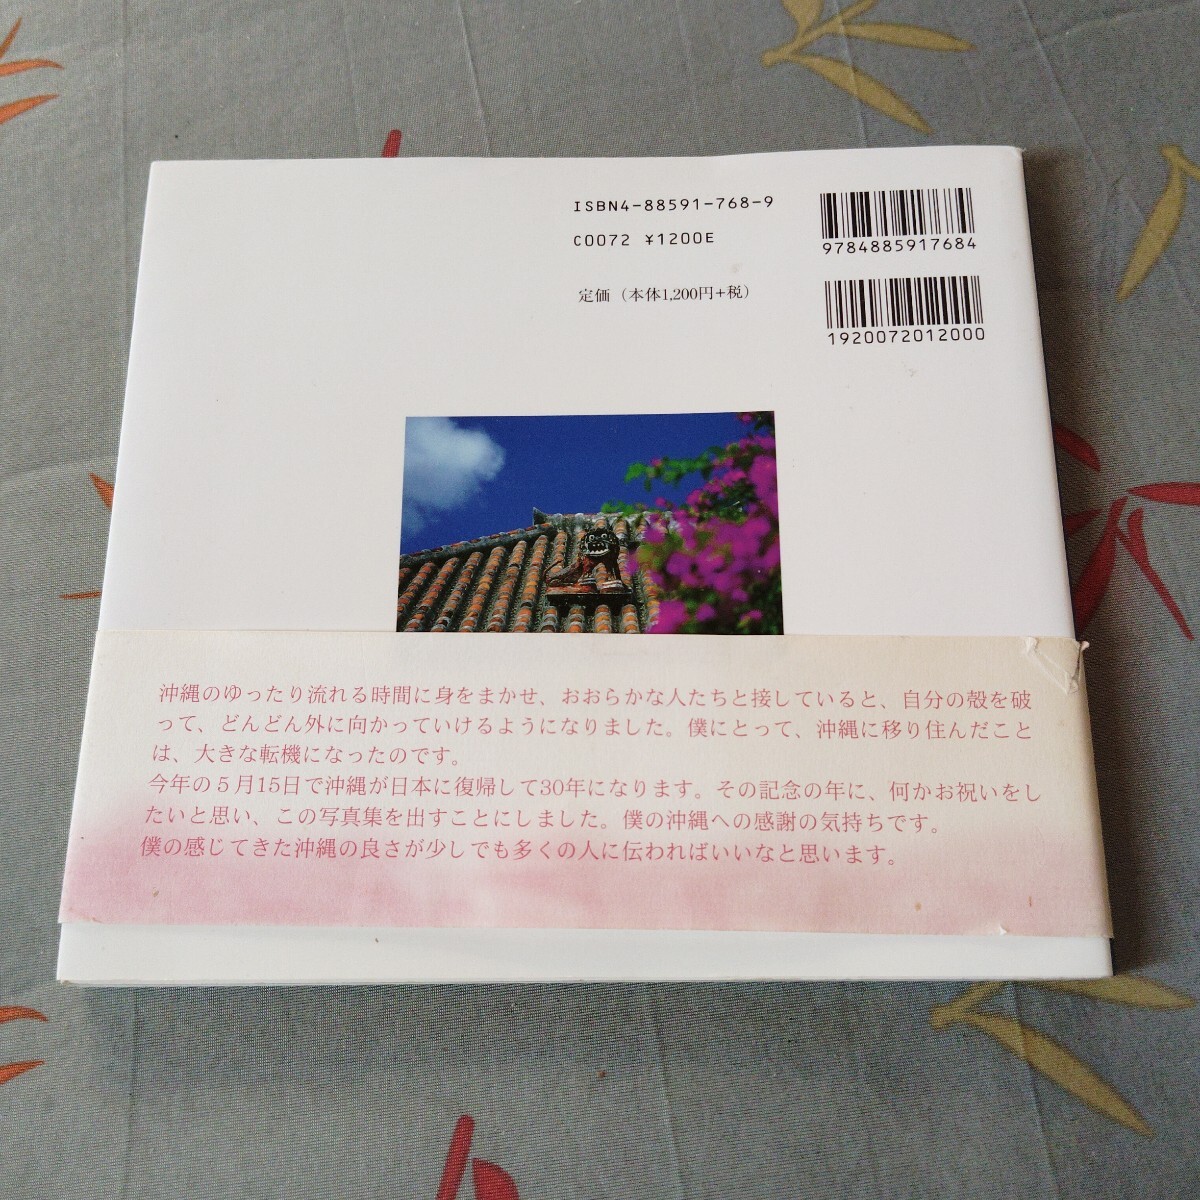 ISBN4-88591-768-9
C0072 ¥1200E
定価（本体1,200円+税）
9784885917684
1920072012000
沖縄のゆったり流れる時間に身をまかせ、おおらかな人たちと接していると、自分の殻を破
って、どんどん外に向かっていけるようになりました。僕にとって、沖縄に移り住んだこと
は、大きな転機になったのです。
今年の５月15日で沖縄が日本に復帰して30年になります。その記念の年に、何かお祝いをし
たいと思い、この写真集を出すことにしました。僕の沖縄への感謝の気持ちです。
僕の感じてきた沖縄の良さが少しでも多くの人に伝わればいいなと思います。